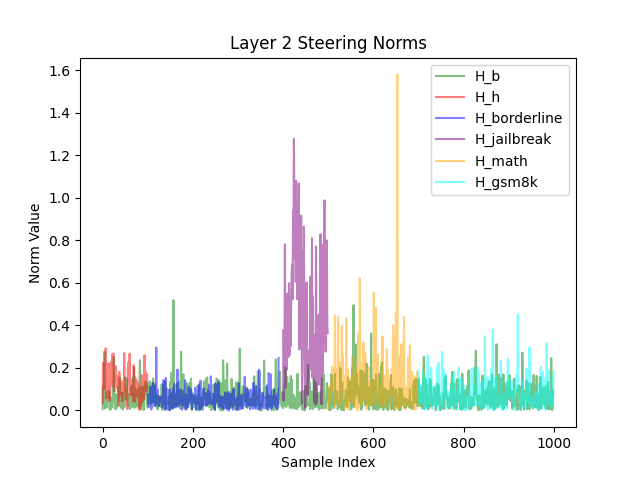 Layer 2 Steering Norms
Norm Value
1.6
1.4
1.2
1.0
0.8
0.6
0.4
0.2
0.0
0
200
400
600
800
1000
Sample Index
H_b
H_h
H_borderline
H_jailbreak
H_math
H_gsm8k